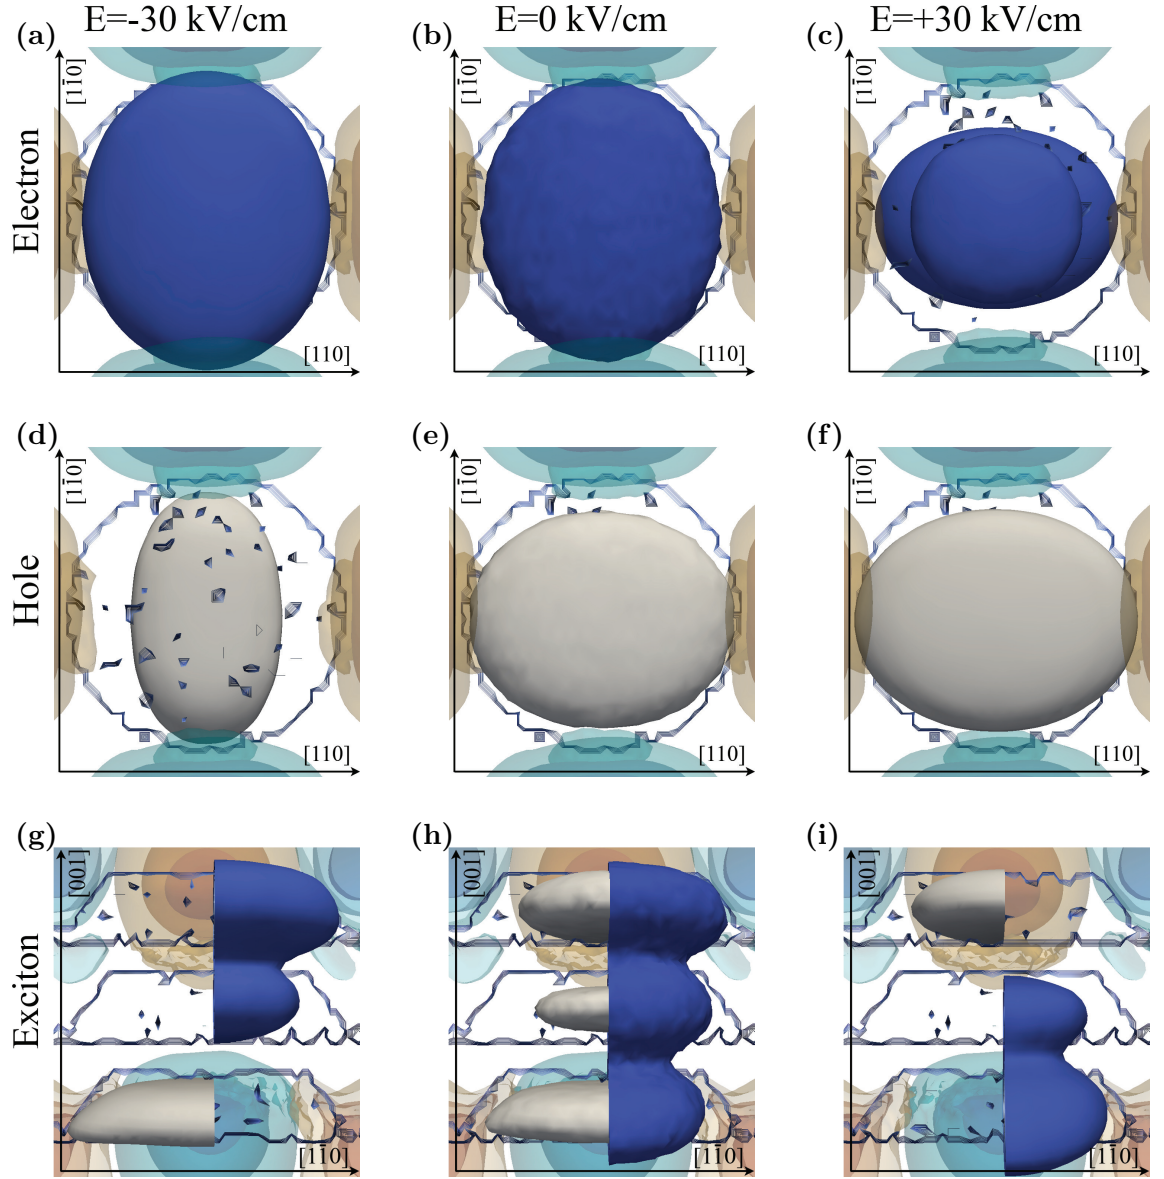 E=-30 kV/cm
E=0 kV/cm
E=+30 kV/cm
(a)
(b)
(c)
Electron
[11̅0]
[110]
[11̅0]
[110]
[11̅0]
[110]
(d)
(e)
(f)
Hole
[11̅0]
[110]
[11̅0]
[110]
[11̅0]
[110]
(g)
(h)
(i)
Exciton
[001]
[11̅0]
[001]
[11̅0]
[001]
[11̅0]